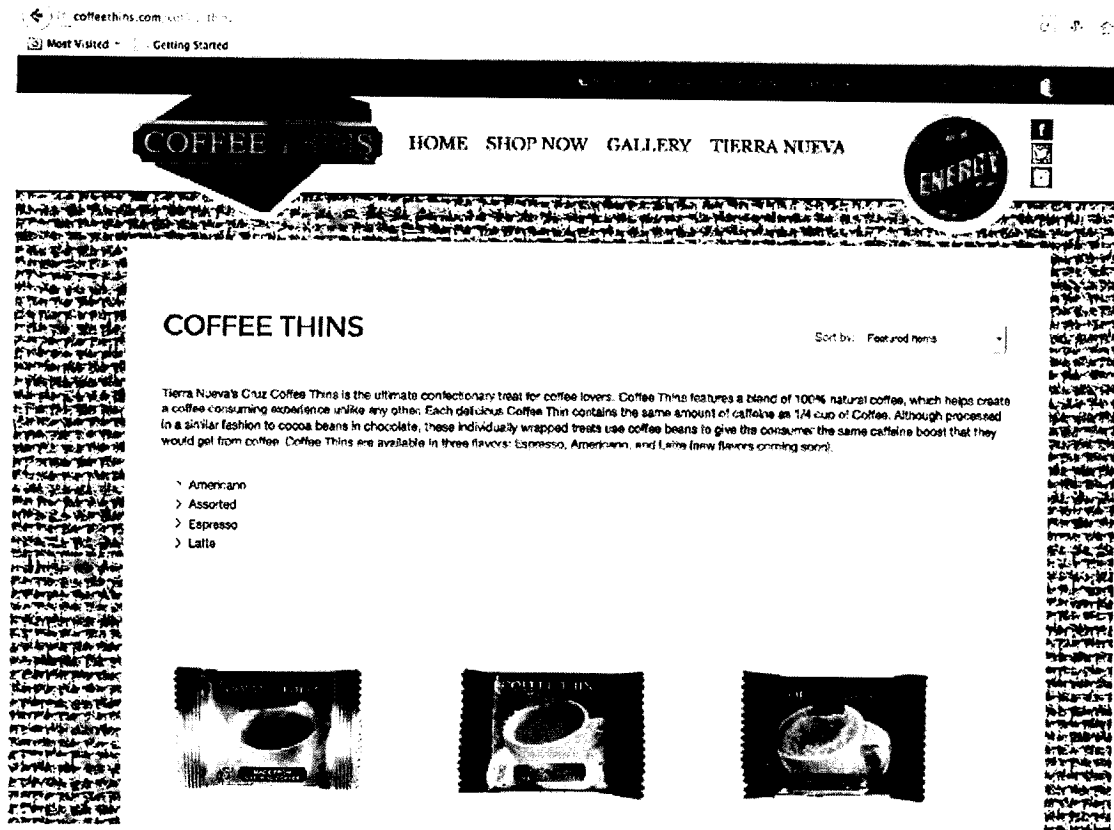 coffeethins.com
Most Visited Getting Started
COFFEE THINS
HOME SHOP NOW GALLERY TIERRA NUEVA
ENERGY
COFFEE THINS
Sort by: Featured Items
Tierra Nueva's Cruz Coffee Thins is the ultimate confectionary treat for coffee lovers. Coffee Thins features a blend of 100% natural coffee, which helps create
a coffee consuming experience unlike any other. Each delicious Coffee Thin contains the same amount of caffeine as 1/4 cup of Coffee. Although processed
in a similar fashion to cocoa beans in chocolate, these individually wrapped treats use coffee beans to give the consumer the same caffeine boost that they
would get from coffee. Coffee Thins are available in three flavors: Espresso, Americano, and Latte (new flavors coming soon).
> Americano
> Assorted
> Espresso
> Latte
COFFEE THIN